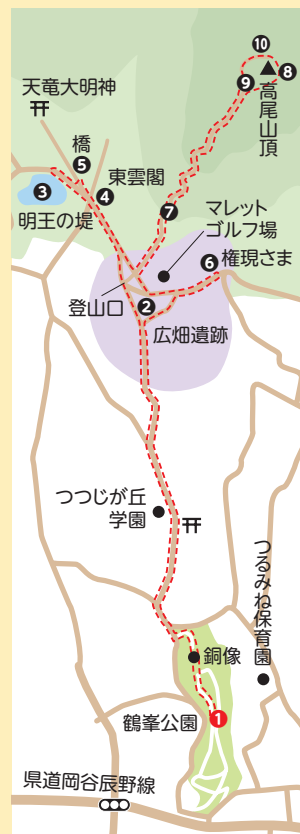 ⑩
⑧
⑨
高尾山頂
天竜大明神
橋
⑤
東雲閣
③
④
明王の堤
⑦
マレット
ゴルフ場
⑥
権現さま
登山口
②
広畑遺跡
つつじが丘
学園
つるみね保育園
銅像
①
鶴峯公園
県道岡谷辰野線